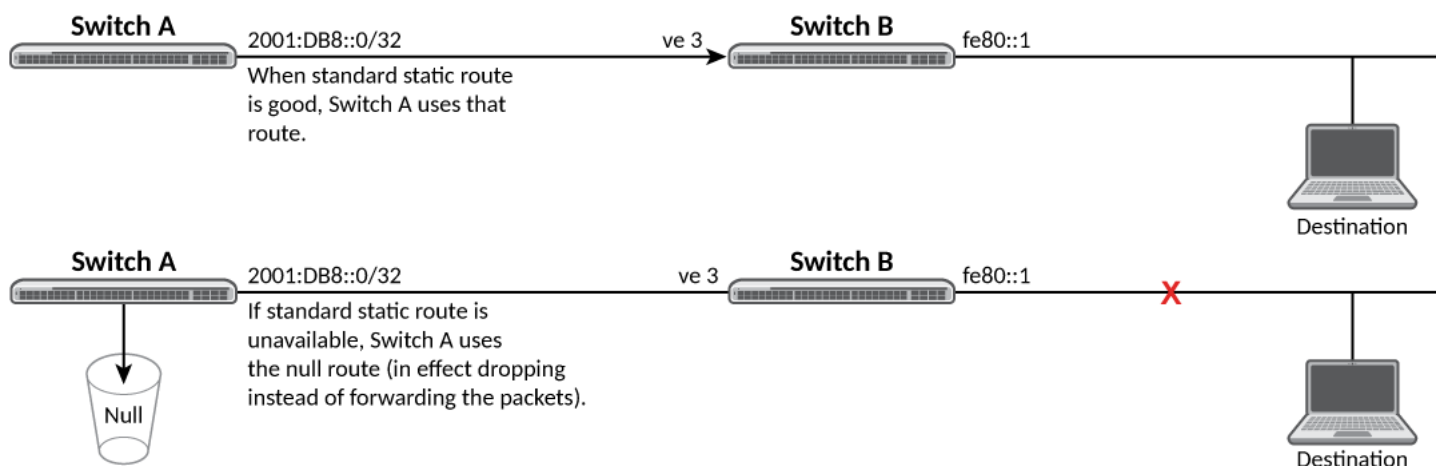 Switch A
2001:DB8::0/32
ve 3
Switch B
fe80::1
When standard static route
is good, Switch A uses that
route.
Destination
Switch A
2001:DB8::0/32
ve 3
Switch B
fe80::1
X
If standard static route is
unavailable, Switch A uses
the null route (in effect dropping
instead of forwarding the packets).
Null
Destination